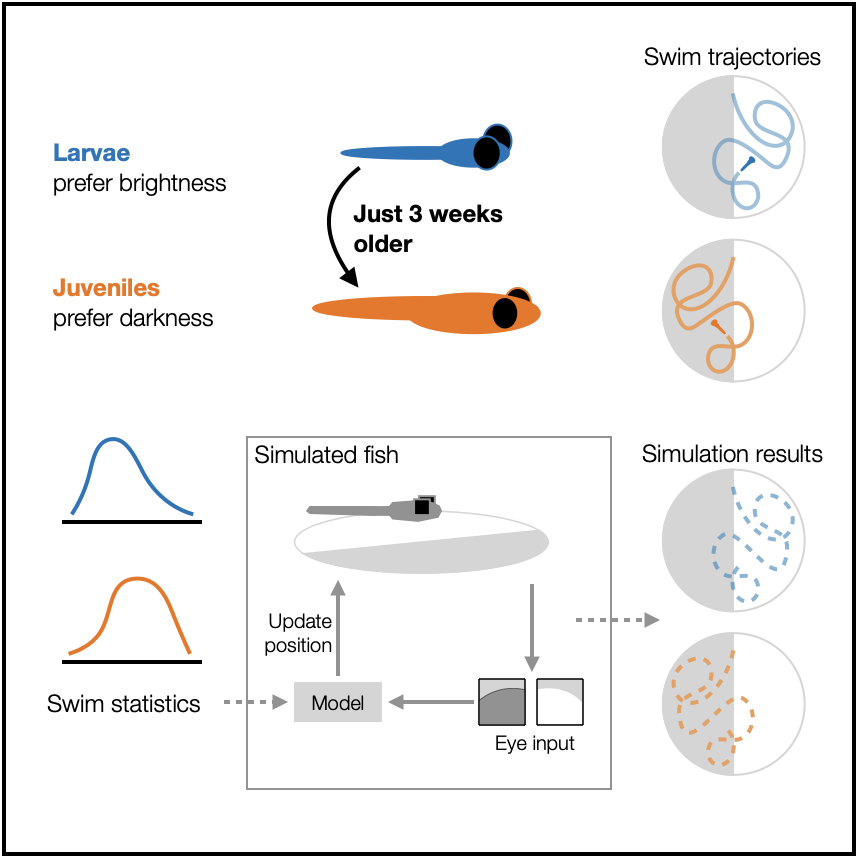 Swim trajectories
Larvae
prefer brightness
Just 3 weeks
older
Juveniles
prefer darkness
Simulated fish
Simulation results
Update
position
Swim statistics
Model
Eye input